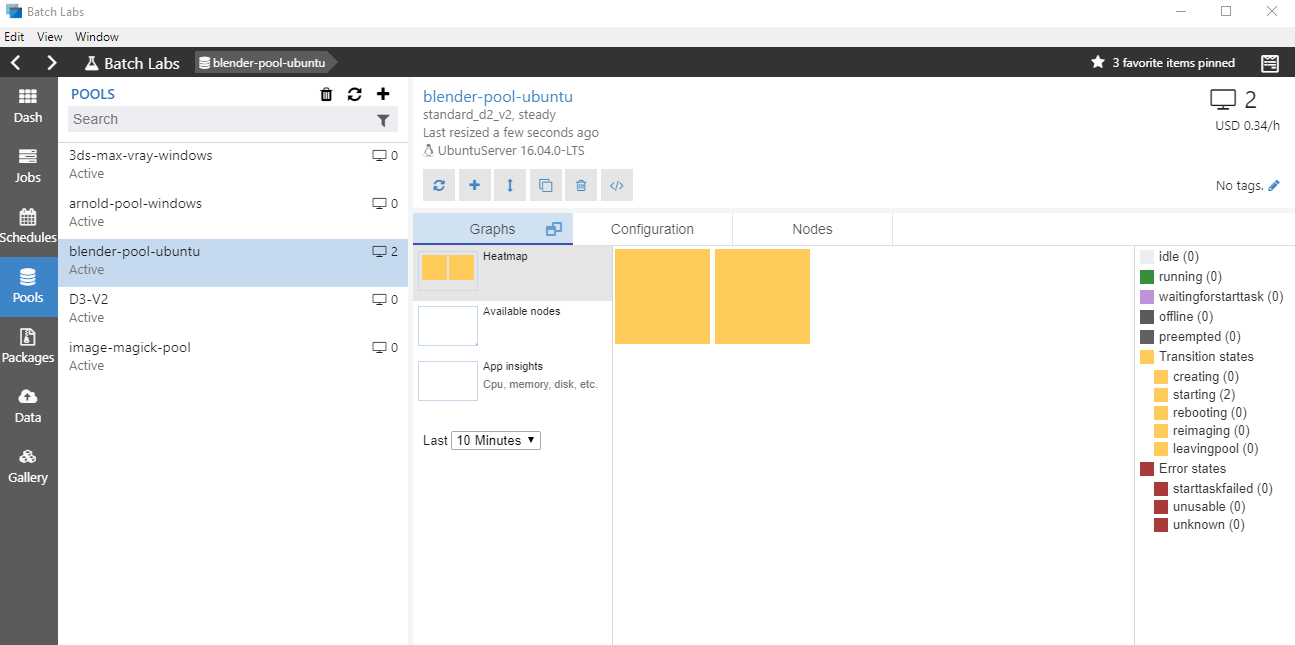 Batch Labs
Edit View Window
Batch Labs blender-pool-ubuntu 3 favorite items pinned
Dash
Jobs
Schedules
Pools
Packages
Data
Gallery
POOLS
Search
3ds-max-vray-windows 0
Active
arnold-pool-windows 0
Active
blender-pool-ubuntu 2
Active
D3-V2 0
Active
image-magick-pool 0
Active
blender-pool-ubuntu
standard_d2_v2, steady
Last resized a few seconds ago
UbuntuServer 16.04.0-LTS
2
USD 0.34/h
No tags.
Graphs Configuration Nodes
Heatmap
Available nodes
App insights
Cpu, memory, disk, etc.
Last 10 Minutes
idle (0)
running (0)
waitingforstarttask (0)
offline (0)
preempted (0)
Transition states
creating (0)
starting (2)
rebooting (0)
reimaging (0)
leavingpool (0)
Error states
starttaskfailed (0)
unusable (0)
unknown (0)